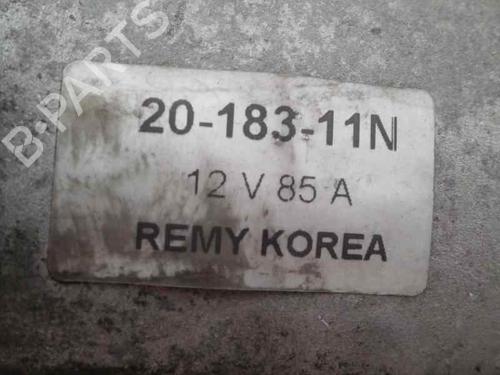 B-PARTS
20-183-11N
12 V 85 A
REMY KOREA